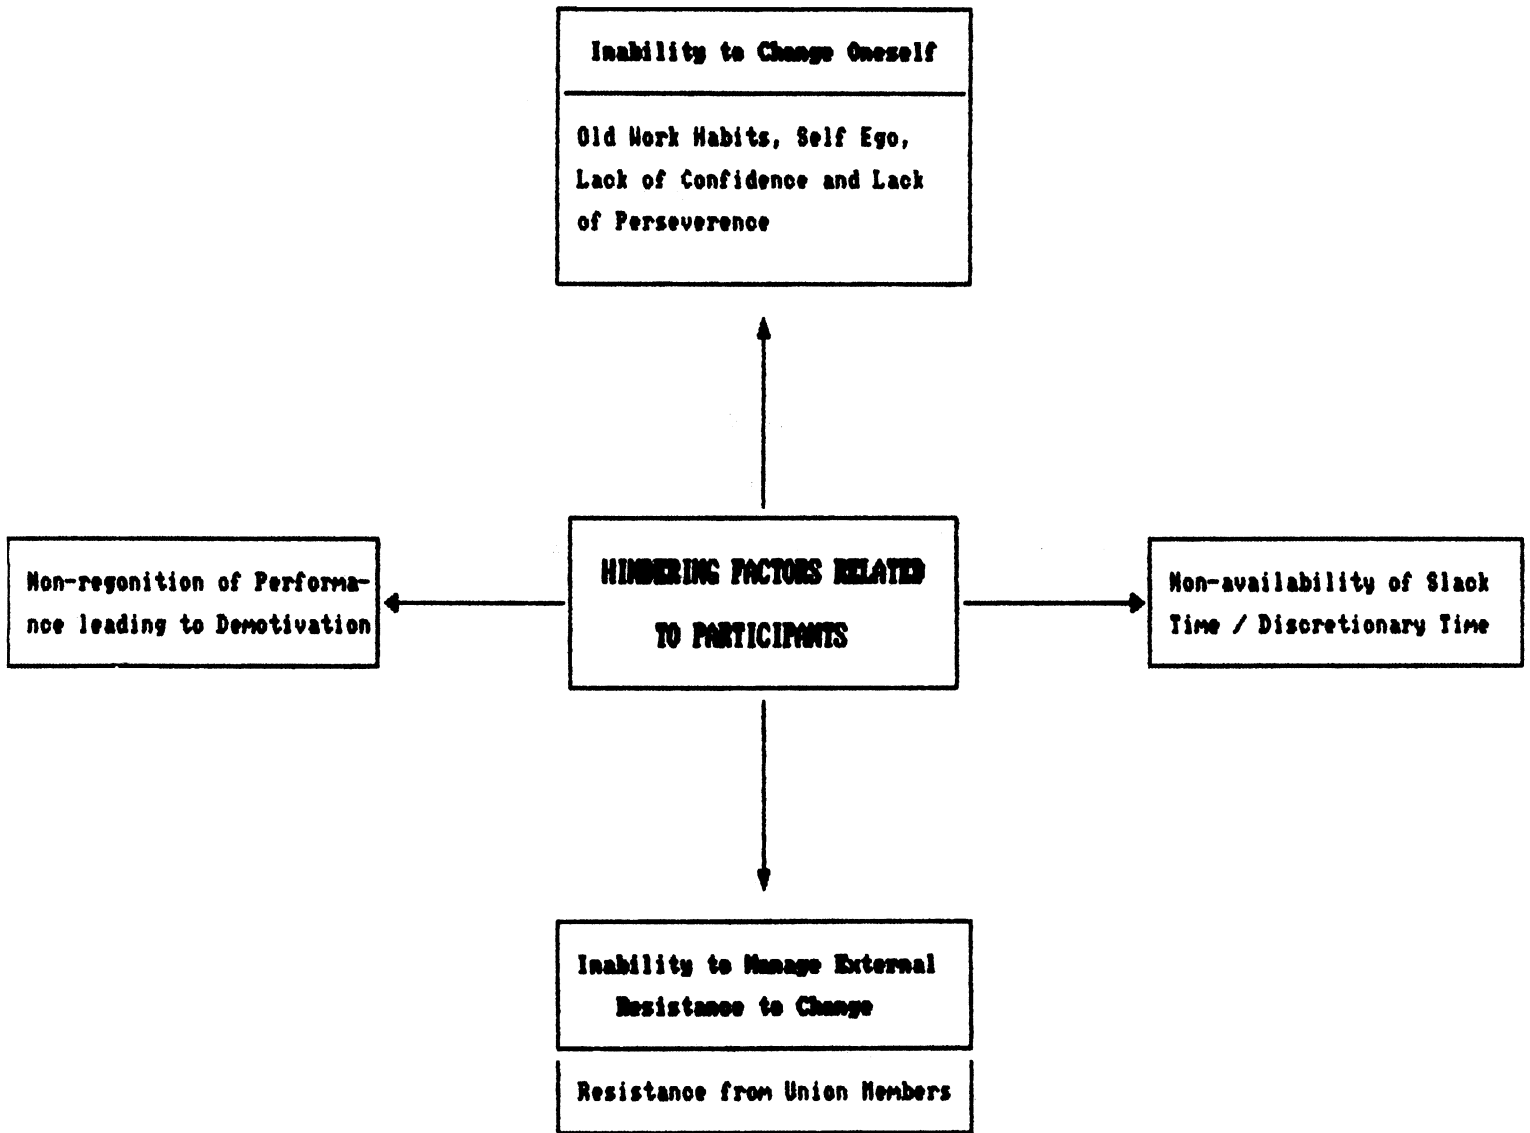 Inability to Change Oneself
Old Work Habits, Self Ego,
Lack of Confidence and Lack
of Perseverence
HINDERING FACTORS RELATED
TO PARTICIPANTS
Non-regonition of Performa-
nce leading to Demotivation
Non-availability of Slack
Time / Discretionary Time
Inability to Manage External
Resistance to Change
Resistance from Union Members